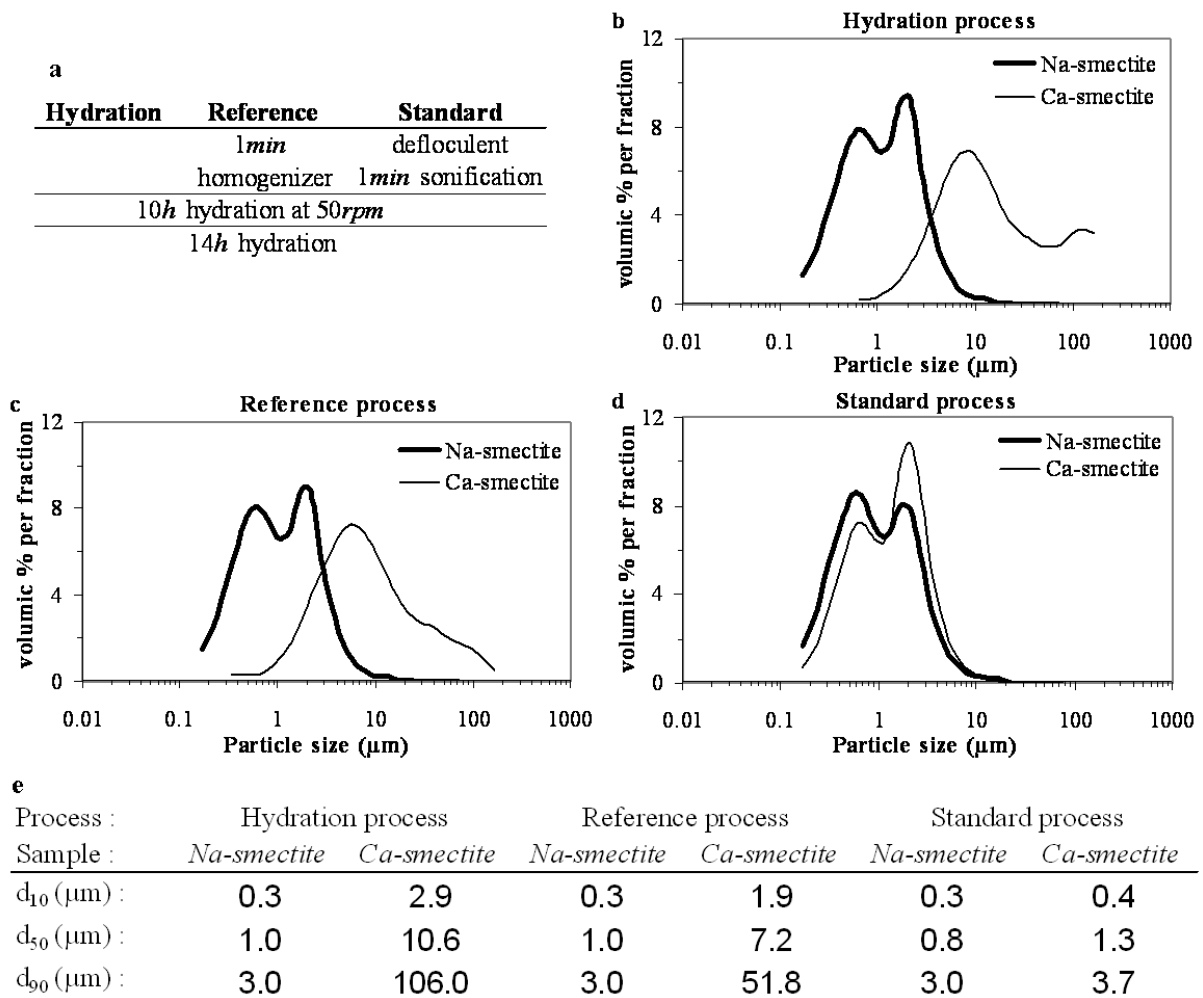 a
Hydration Reference Standard
1min defloculent
homogenizer 1min sonification
10h hydration at 50rpm
14h hydration
b
Hydration process
12
8
4
0
volumic % per fraction
Na-smectite
Ca-smectite
0.01 0.1 1 10 100 1000
Particle size (µm)
c
Reference process
12
8
4
0
volumic % per fraction
Na-smectite
Ca-smectite
0.01 0.1 1 10 100 1000
Particle size (µm)
d
Standard process
12
8
4
0
volumic % per fraction
Na-smectite
Ca-smectite
0.01 0.1 1 10 100 1000
Particle size (µm)
e
Process : Hydration process Reference process Standard process
Sample : Na-smectite Ca-smectite Na-smectite Ca-smectite Na-smectite Ca-smectite
d10 (µm) : 0.3 2.9 0.3 1.9 0.3 0.4
d50 (µm) : 1.0 10.6 1.0 7.2 0.8 1.3
d90 (µm) : 3.0 106.0 3.0 51.8 3.0 3.7